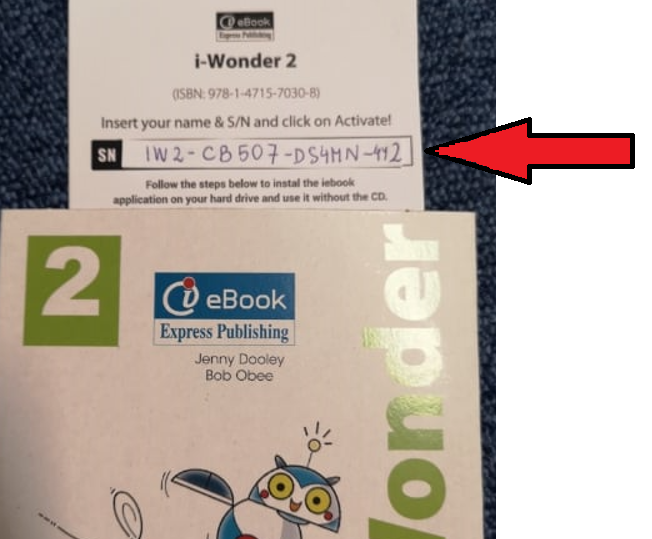 i eBook
Express Publishing
i-Wonder 2
(ISBN: 978-1-4715-7030-8)
Insert your name & S/N and click on Activate!
SN 1W2-CB507-DS4MN-442
Follow the steps below to instal the iebook
application on your hard drive and use it without the CD.
2
i eBook
Express Publishing
Jenny Dooley
Bob Obee
onder